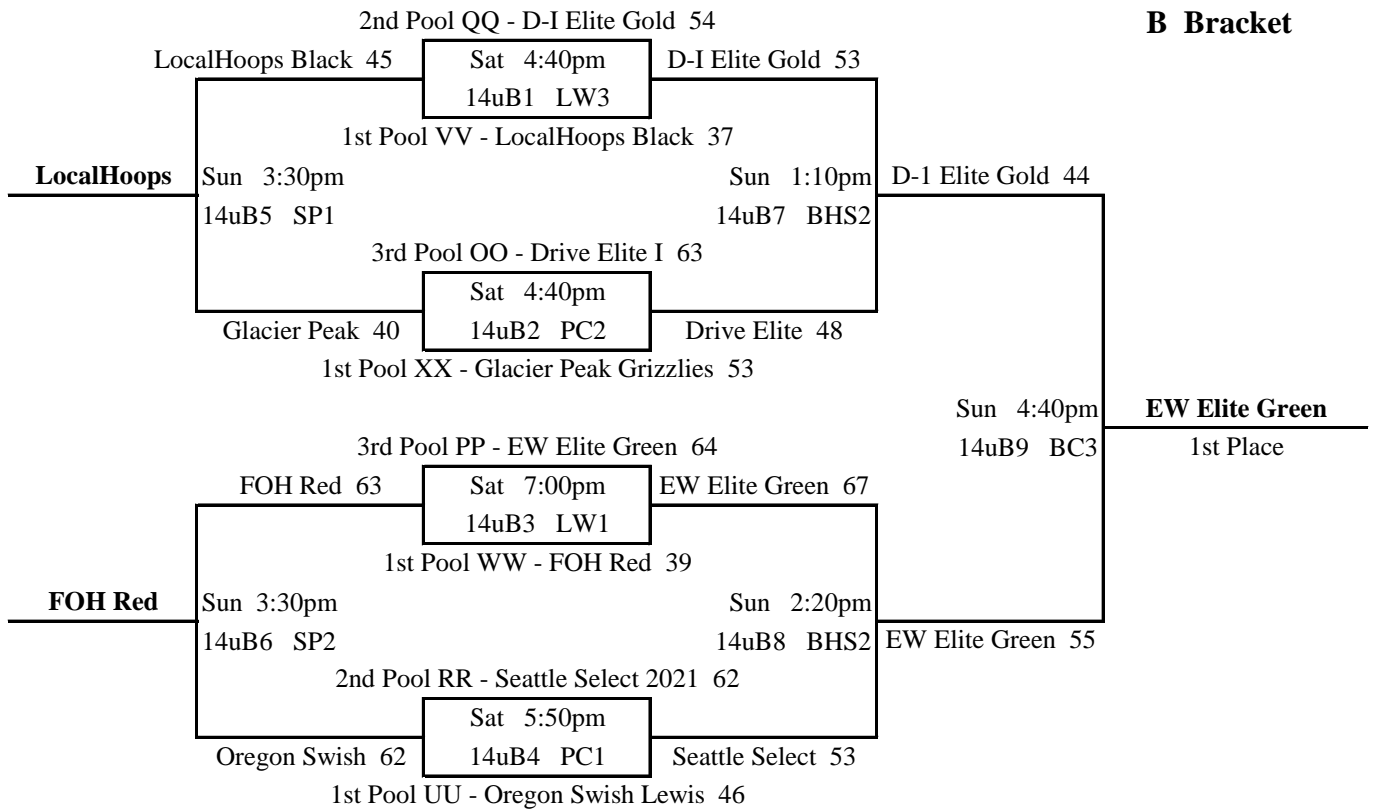 2nd Pool QQ - D-I Elite Gold 54
B Bracket
LocalHoops Black 45
Sat 4:40pm
D-I Elite Gold 53
14uB1 LW3
1st Pool VV - LocalHoops Black 37
LocalHoops
Sun 3:30pm
Sun 1:10pm
D-1 Elite Gold 44
14uB5 SP1
14uB7 BHS2
3rd Pool OO - Drive Elite I 63
Sat 4:40pm
Glacier Peak 40
14uB2 PC2
Drive Elite 48
1st Pool XX - Glacier Peak Grizzlies 53
Sun 4:40pm
EW Elite Green
3rd Pool PP - EW Elite Green 64
14uB9 BC3
1st Place
FOH Red 63
Sat 7:00pm
EW Elite Green 67
14uB3 LW1
1st Pool WW - FOH Red 39
FOH Red
Sun 3:30pm
Sun 2:20pm
14uB6 SP2
14uB8 BHS2
EW Elite Green 55
2nd Pool RR - Seattle Select 2021 62
Sat 5:50pm
Oregon Swish 62
14uB4 PC1
Seattle Select 53
1st Pool UU - Oregon Swish Lewis 46